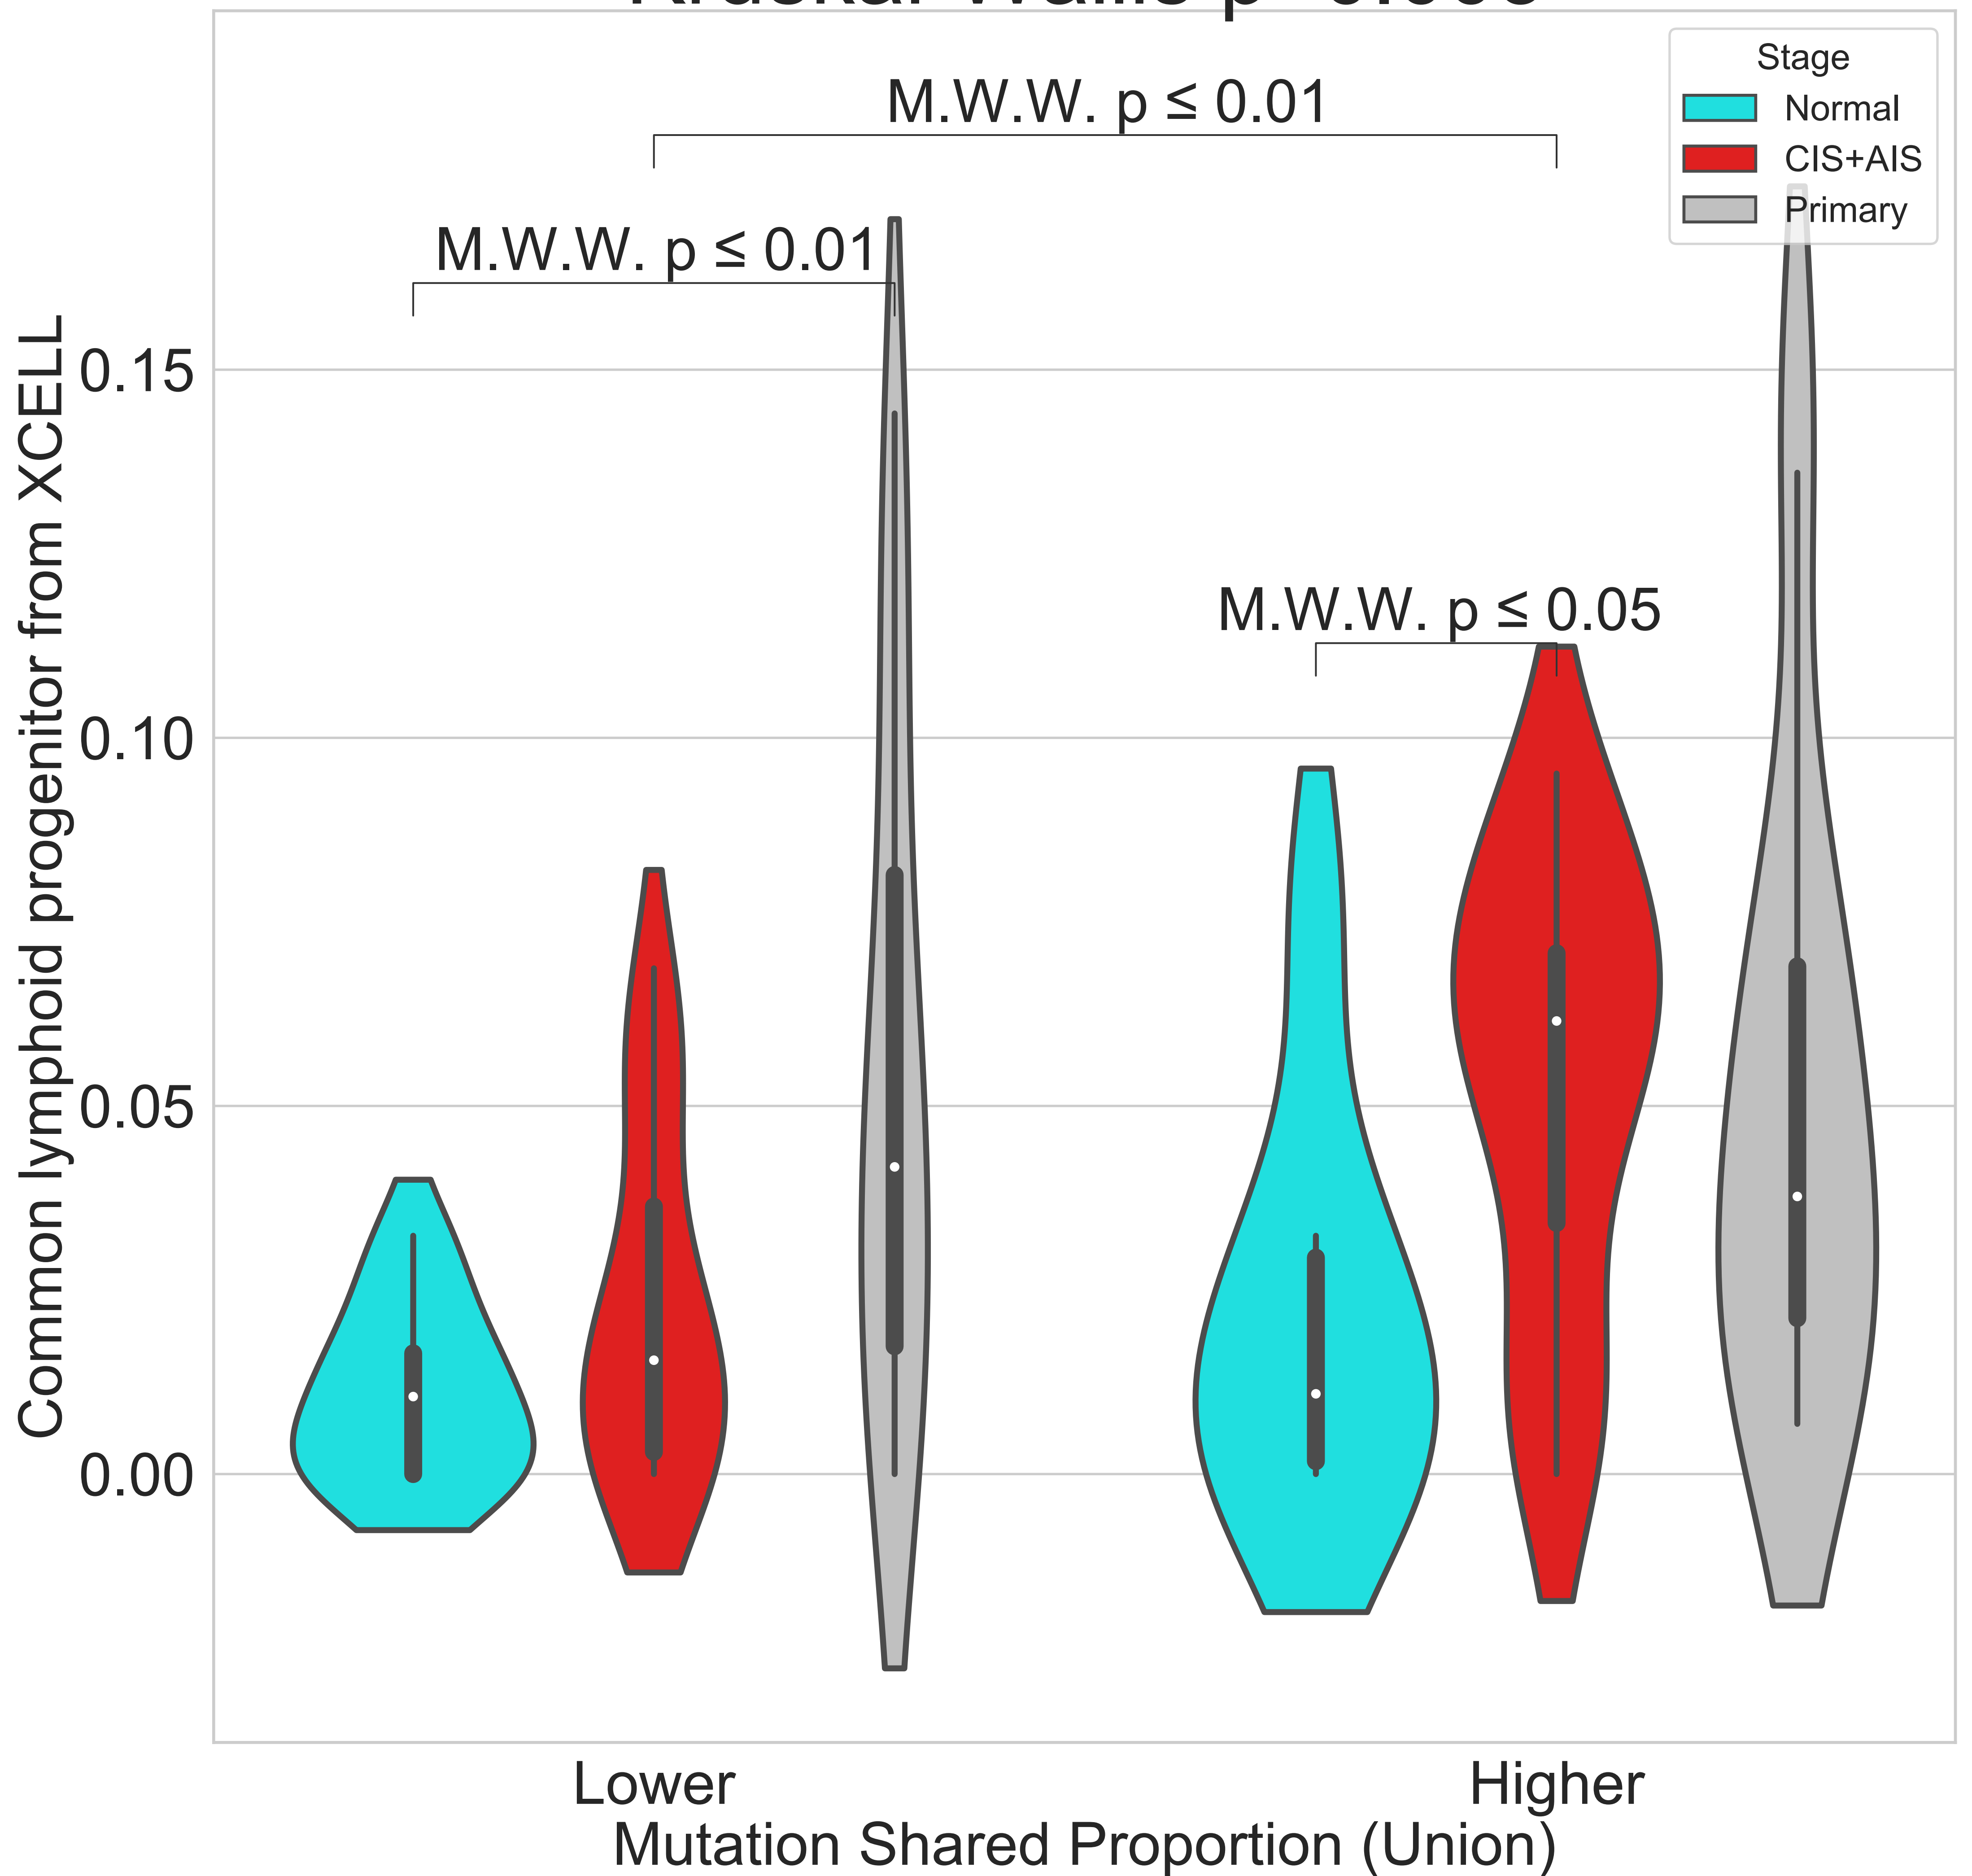 M.W.W. p ≤ 0.01
M.W.W. p ≤ 0.01
M.W.W. p ≤ 0.05
Stage
Normal
CIS+AIS
Primary
Common lymphoid progenitor from XCELL
0.15
0.10
0.05
0.00
Lower
Higher
Mutation Shared Proportion (Union)